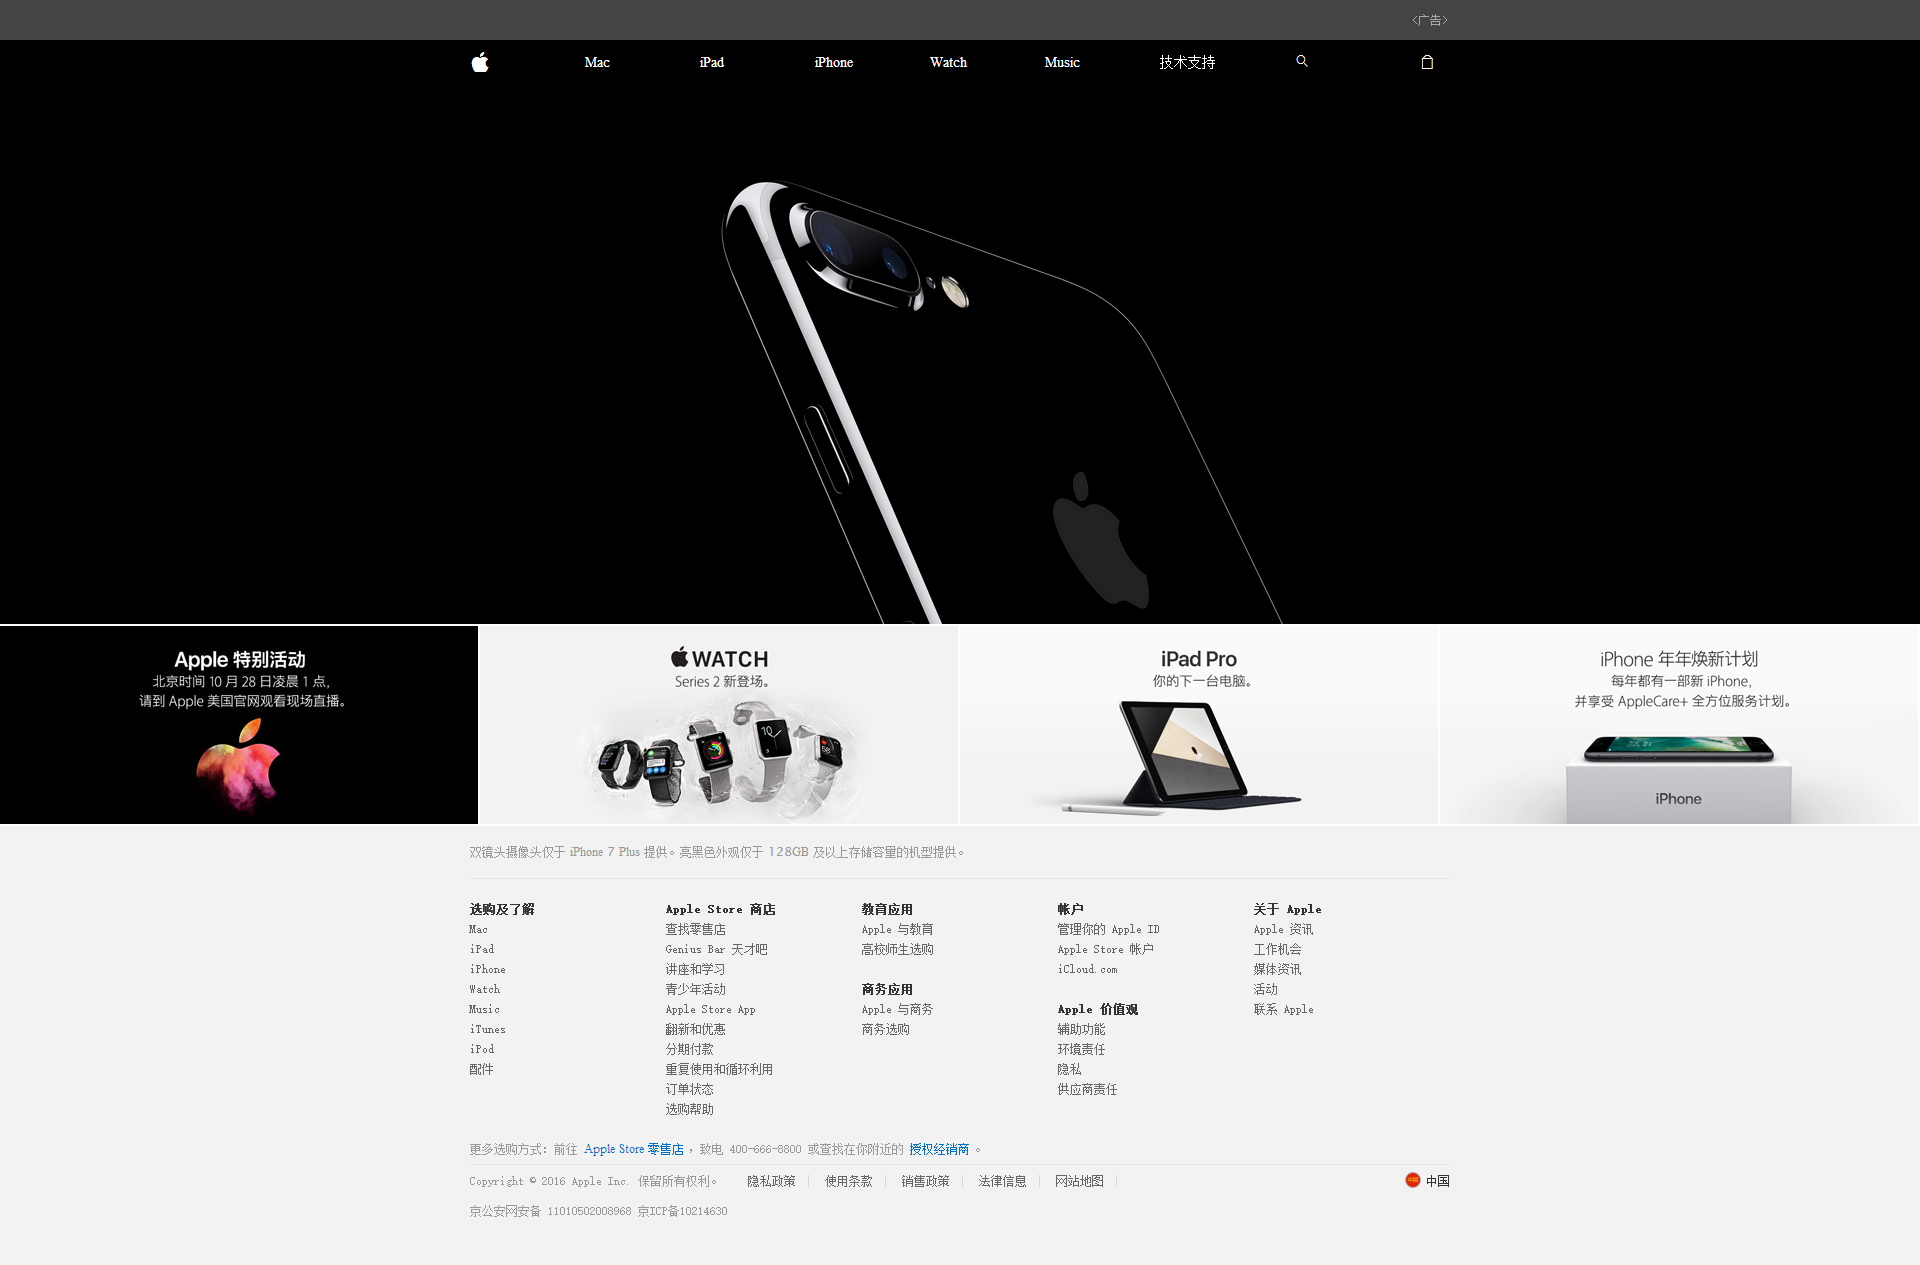 <广告>
Mac iPad iPhone Watch Music 技术支持
Apple 特别活动
北京时间 10 月 28 日凌晨 1 点,
请到 Apple 美国官网观看现场直播。
WATCH
Series 2 新登场。
iPad Pro
你的下一台电脑。
iPhone 年年焕新计划
每年都有一部新 iPhone,
并享受 AppleCare+ 全方位服务计划。
iPhone
双镜头摄像头仅于 iPhone 7 Plus 提供。亮黑色外观仅于 128GB 及以上存储容量的机型提供。
选购及了解
Mac
iPad
iPhone
Watch
Music
iTunes
iPod
配件
Apple Store 商店
查找零售店
Genius Bar 天才吧
讲座和学习
青少年活动
Apple Store App
翻新和优惠
分期付款
重复使用和循环利用
订单状态
选购帮助
教育应用
Apple 与教育
高校师生选购
商务应用
Apple 与商务
商务选购
帐户
管理你的 Apple ID
Apple Store 帐户
iCloud.com
Apple 价值观
辅助功能
环境责任
隐私
供应商责任
关于 Apple
Apple 资讯
工作机会
媒体资讯
活动
联系 Apple
更多选购方式：前往 Apple Store 零售店，致电 400-666-8800 或查找在你附近的 授权经销商 。
Copyright © 2016 Apple Inc. 保留所有权利。 隐私政策 | 使用条款 | 销售政策 | 法律信息 | 网站地图 | 中国
京公安网安备 11010502008968 京ICP备10214630